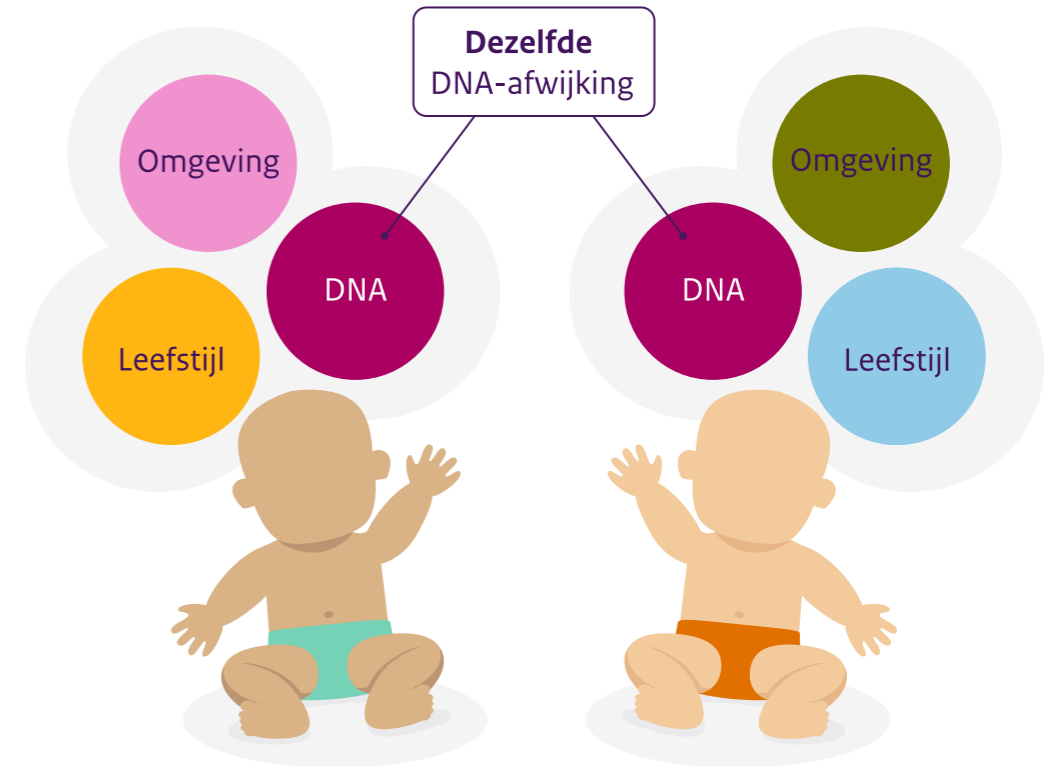 Dezelfde
DNA-afwijking
Omgeving
DNA
Leefstijl
Omgeving
DNA
Leefstijl